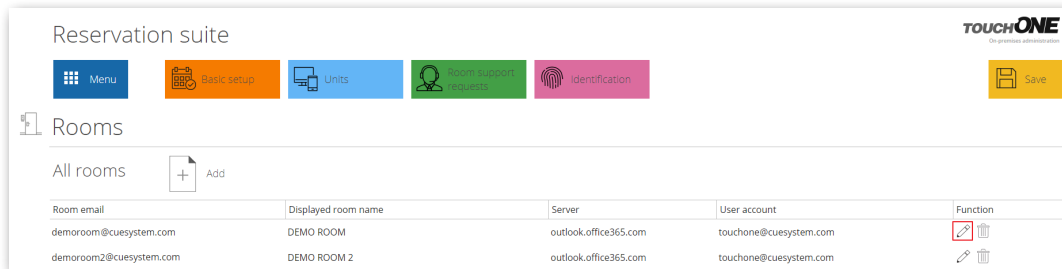 Reservation suite
TOUCHONE
On-premises administration
Menu
Basic setup
Units
Room support
requests
Identification
Save
Rooms
All rooms
Add
Room email Displayed room name Server User account Function
demoroom@cuesystem.com DEMO ROOM outlook.office365.com touchone@cuesystem.com
demoroom2@cuesystem.com DEMO ROOM 2 outlook.office365.com touchone@cuesystem.com